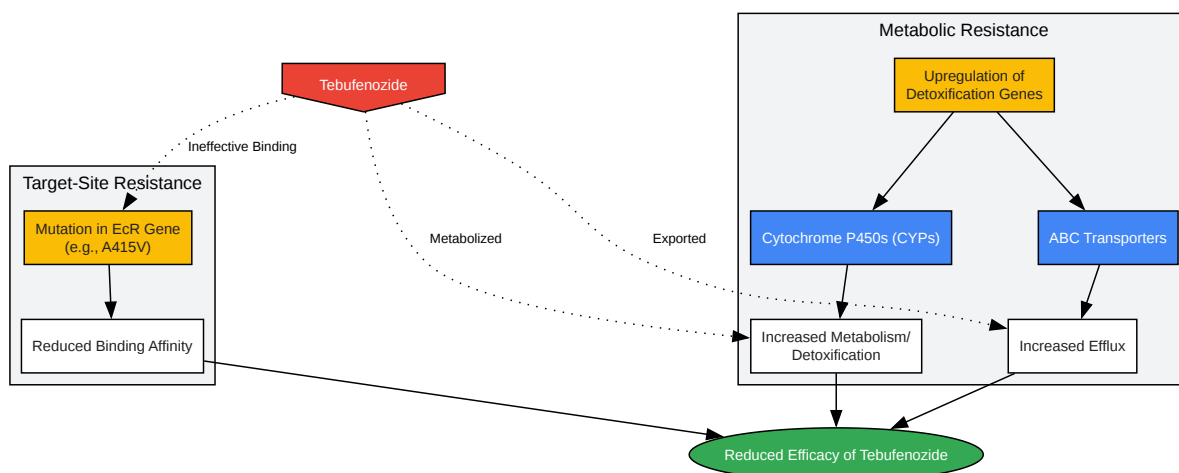 Metabolic Resistance
Upregulation of
Detoxification Genes
Tebufenozide
Ineffective Binding
Target-Site Resistance
Mutation in EcR Gene
(e.g., A415V)
Metabolized
Exported
Cytochrome P450s (CYPs)
ABC Transporters
Reduced Binding Affinity
Increased Metabolism/
Detoxification
Increased Efflux
Reduced Efficacy of Tebufenozide